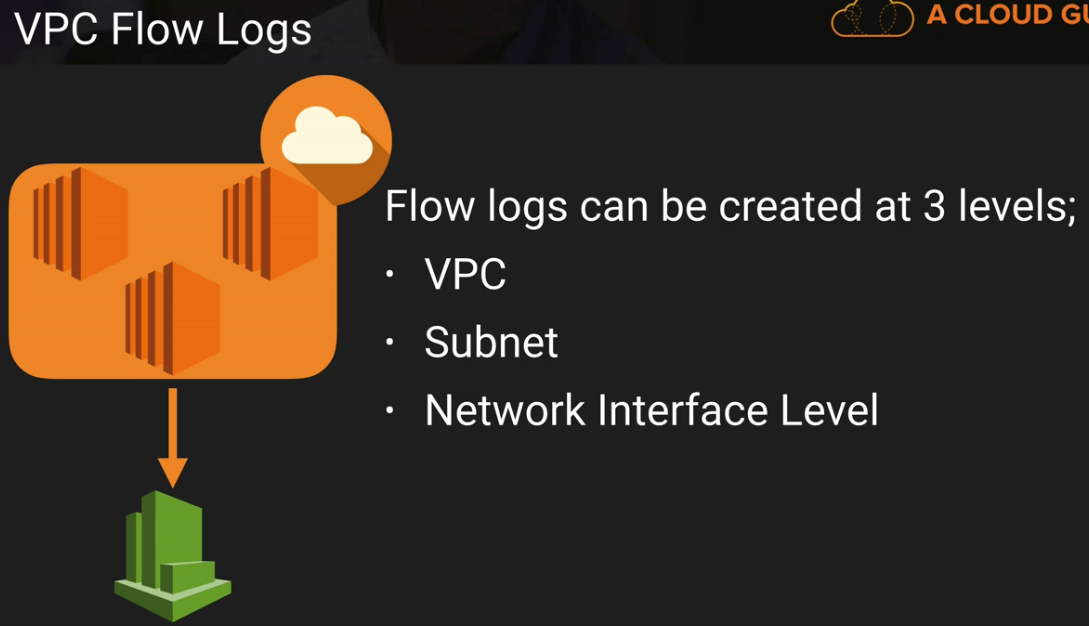 VPC Flow Logs
A CLOUD GU
Flow logs can be created at 3 levels;
· VPC
· Subnet
· Network Interface Level